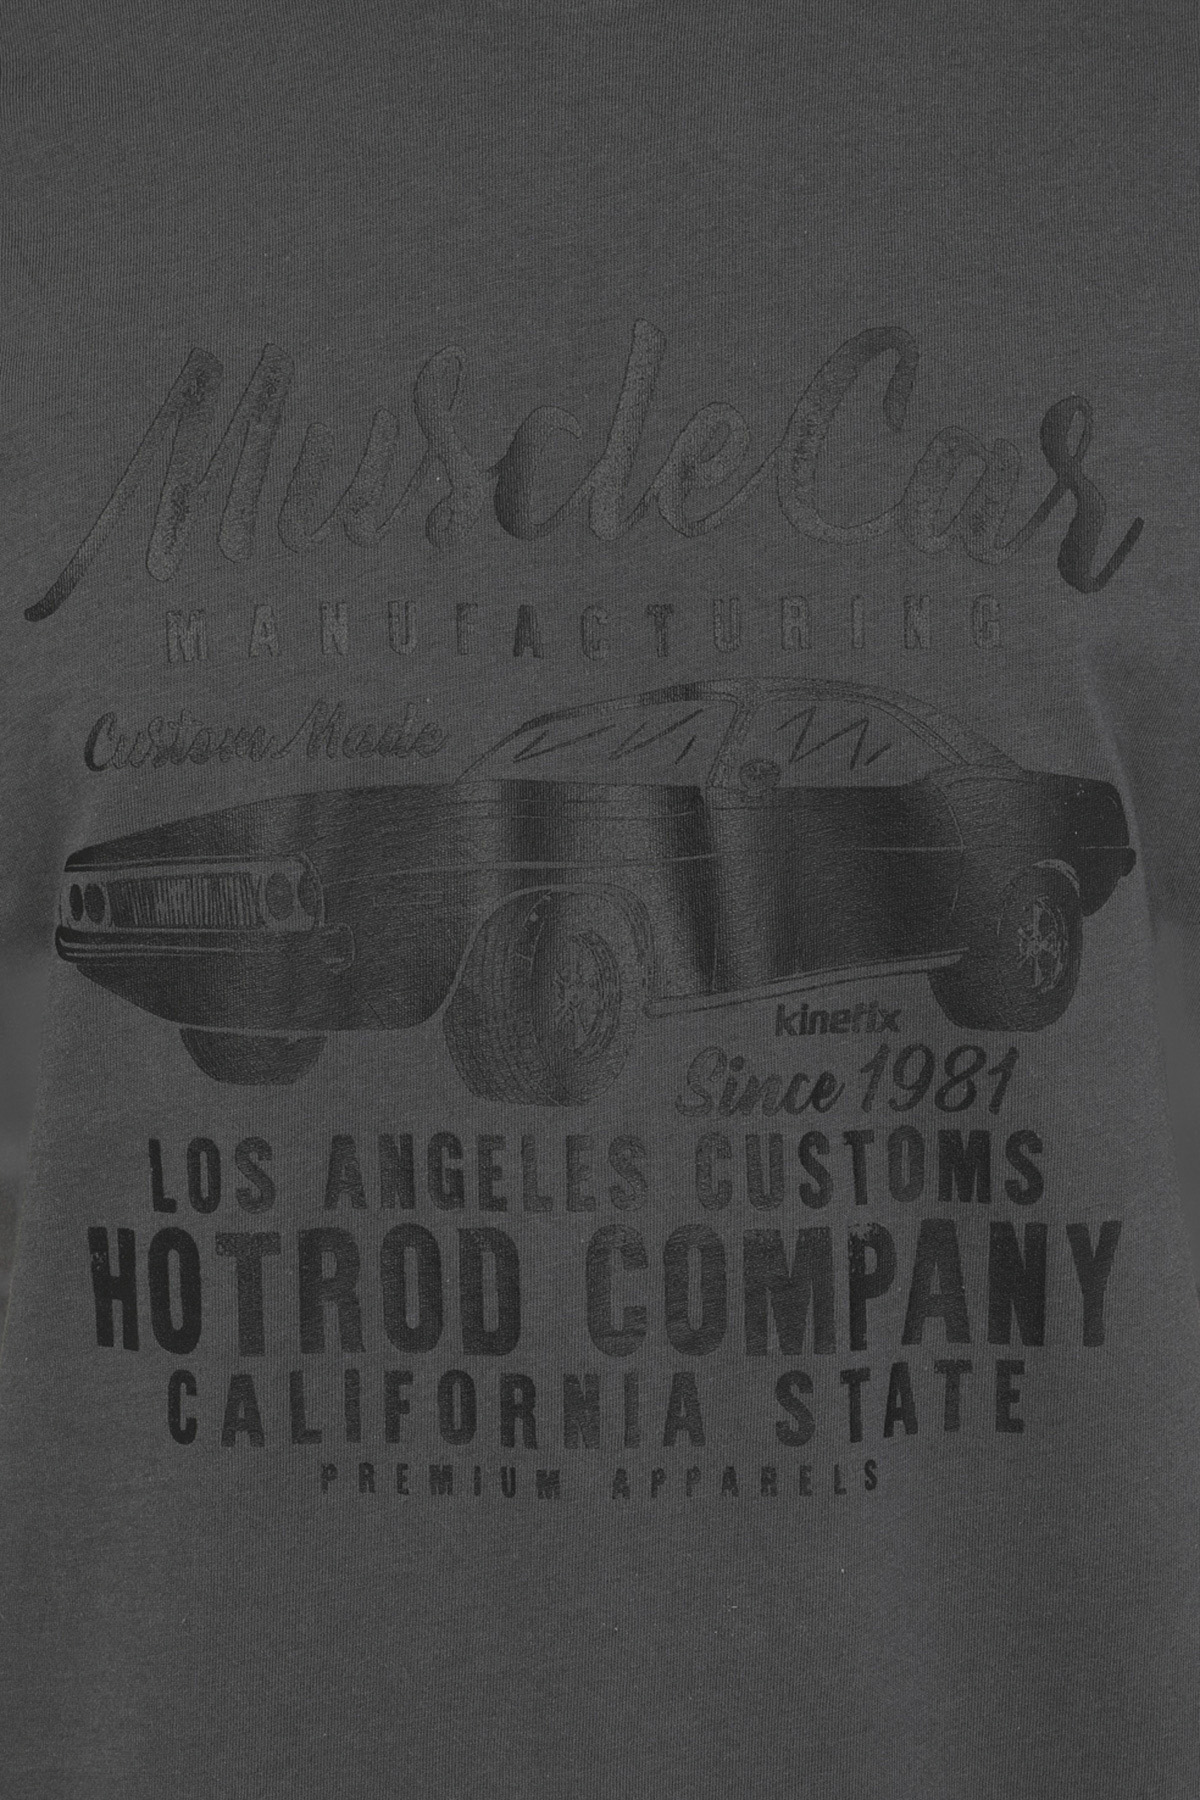 MuscleCar
MANUFACTURING
Custom Made
kinetix
Since 1981
LOS ANGELES CUSTOMS
HOTROD COMPANY
CALIFORNIA STATE
PREMIUM APPARELS